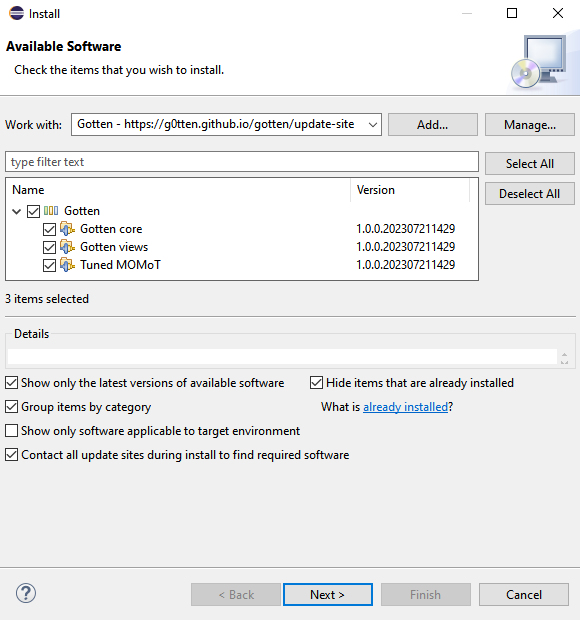 Install
Available Software
Check the items that you wish to install.
Work with: Gotten - https://g0tten.github.io/gotten/update-site Add... Manage...
type filter text Select All
Name Version Deselect All
Gotten
Gotten core 1.0.0.202307211429
Gotten views 1.0.0.202307211429
Tuned MOMoT 1.0.0.202307211429
3 items selected
Details
Show only the latest versions of available software Hide items that are already installed
Group items by category What is already installed?
Show only software applicable to target environment
Contact all update sites during install to find required software
? < Back Next > Finish Cancel